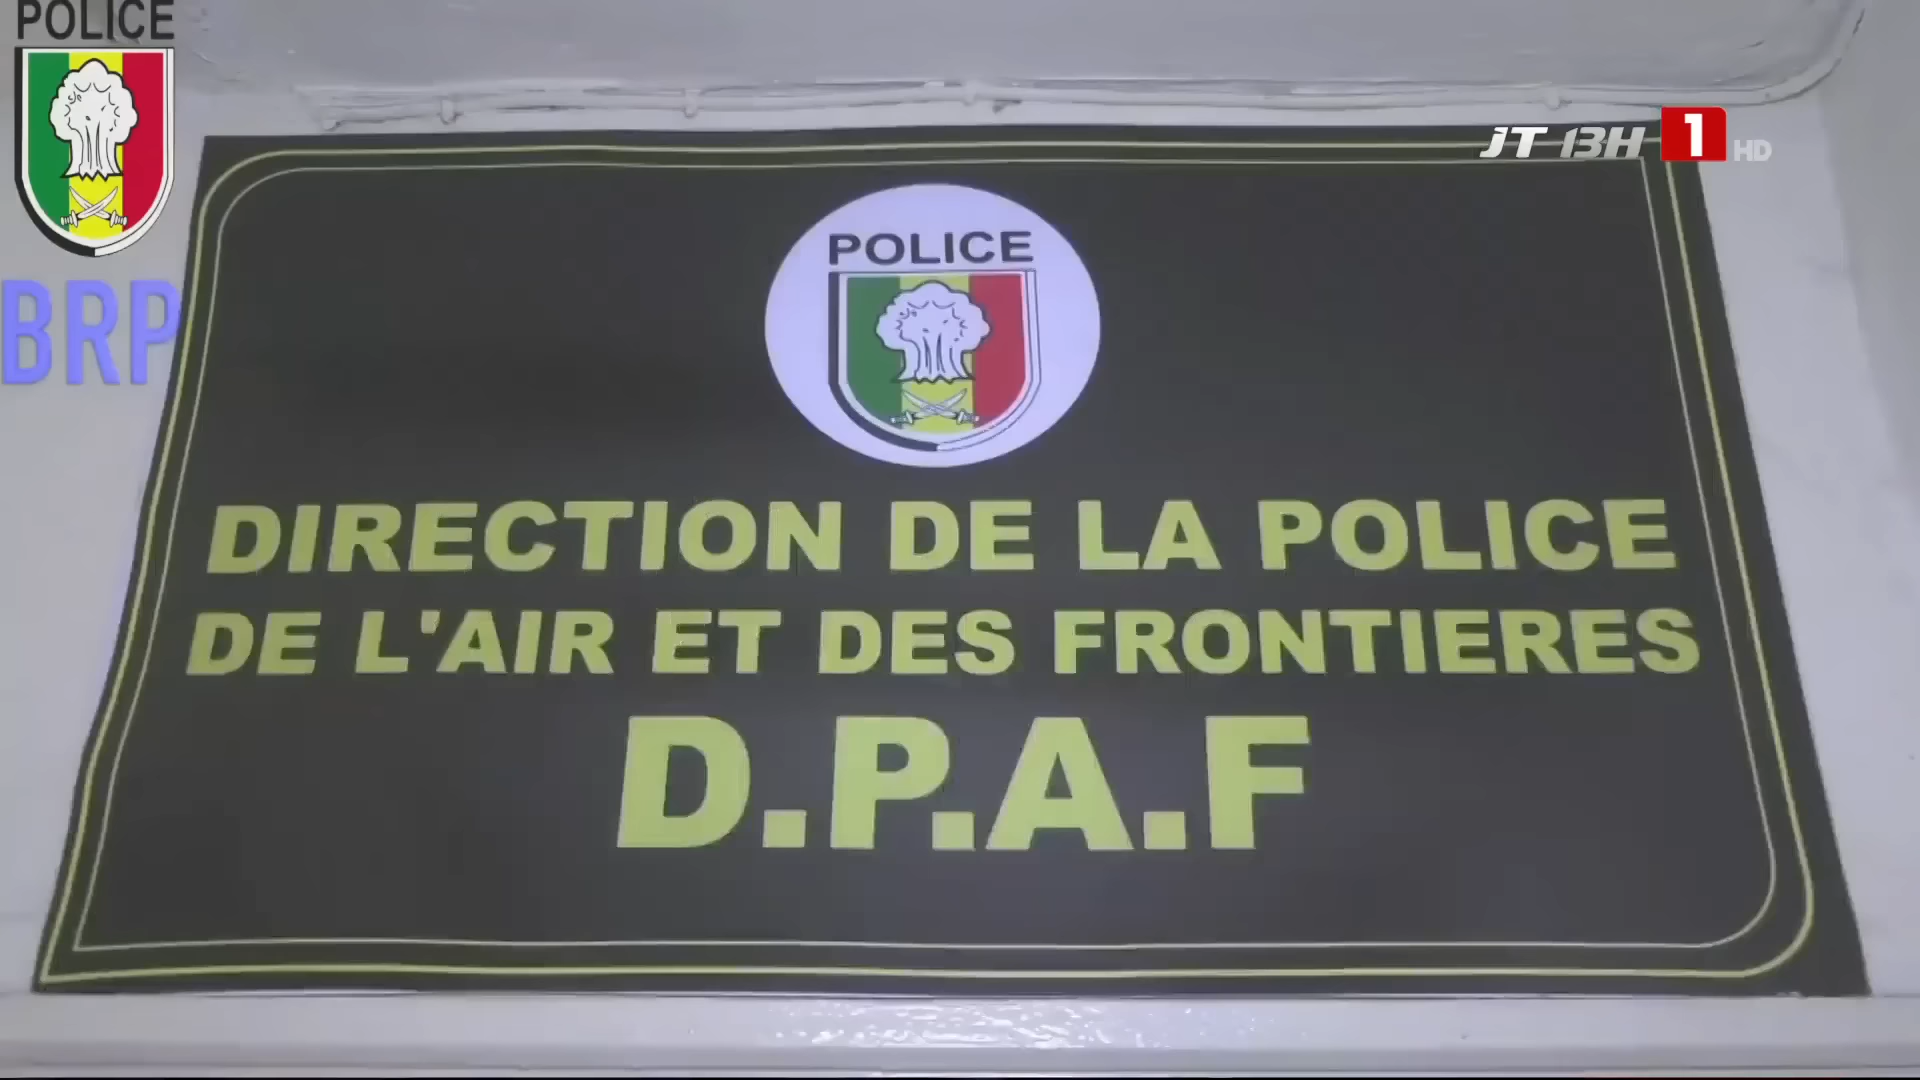 POLICE
BRP
JT 13H 1 HD
POLICE
DIRECTION DE LA POLICE
DE L'AIR ET DES FRONTIERES
D.P.A.F